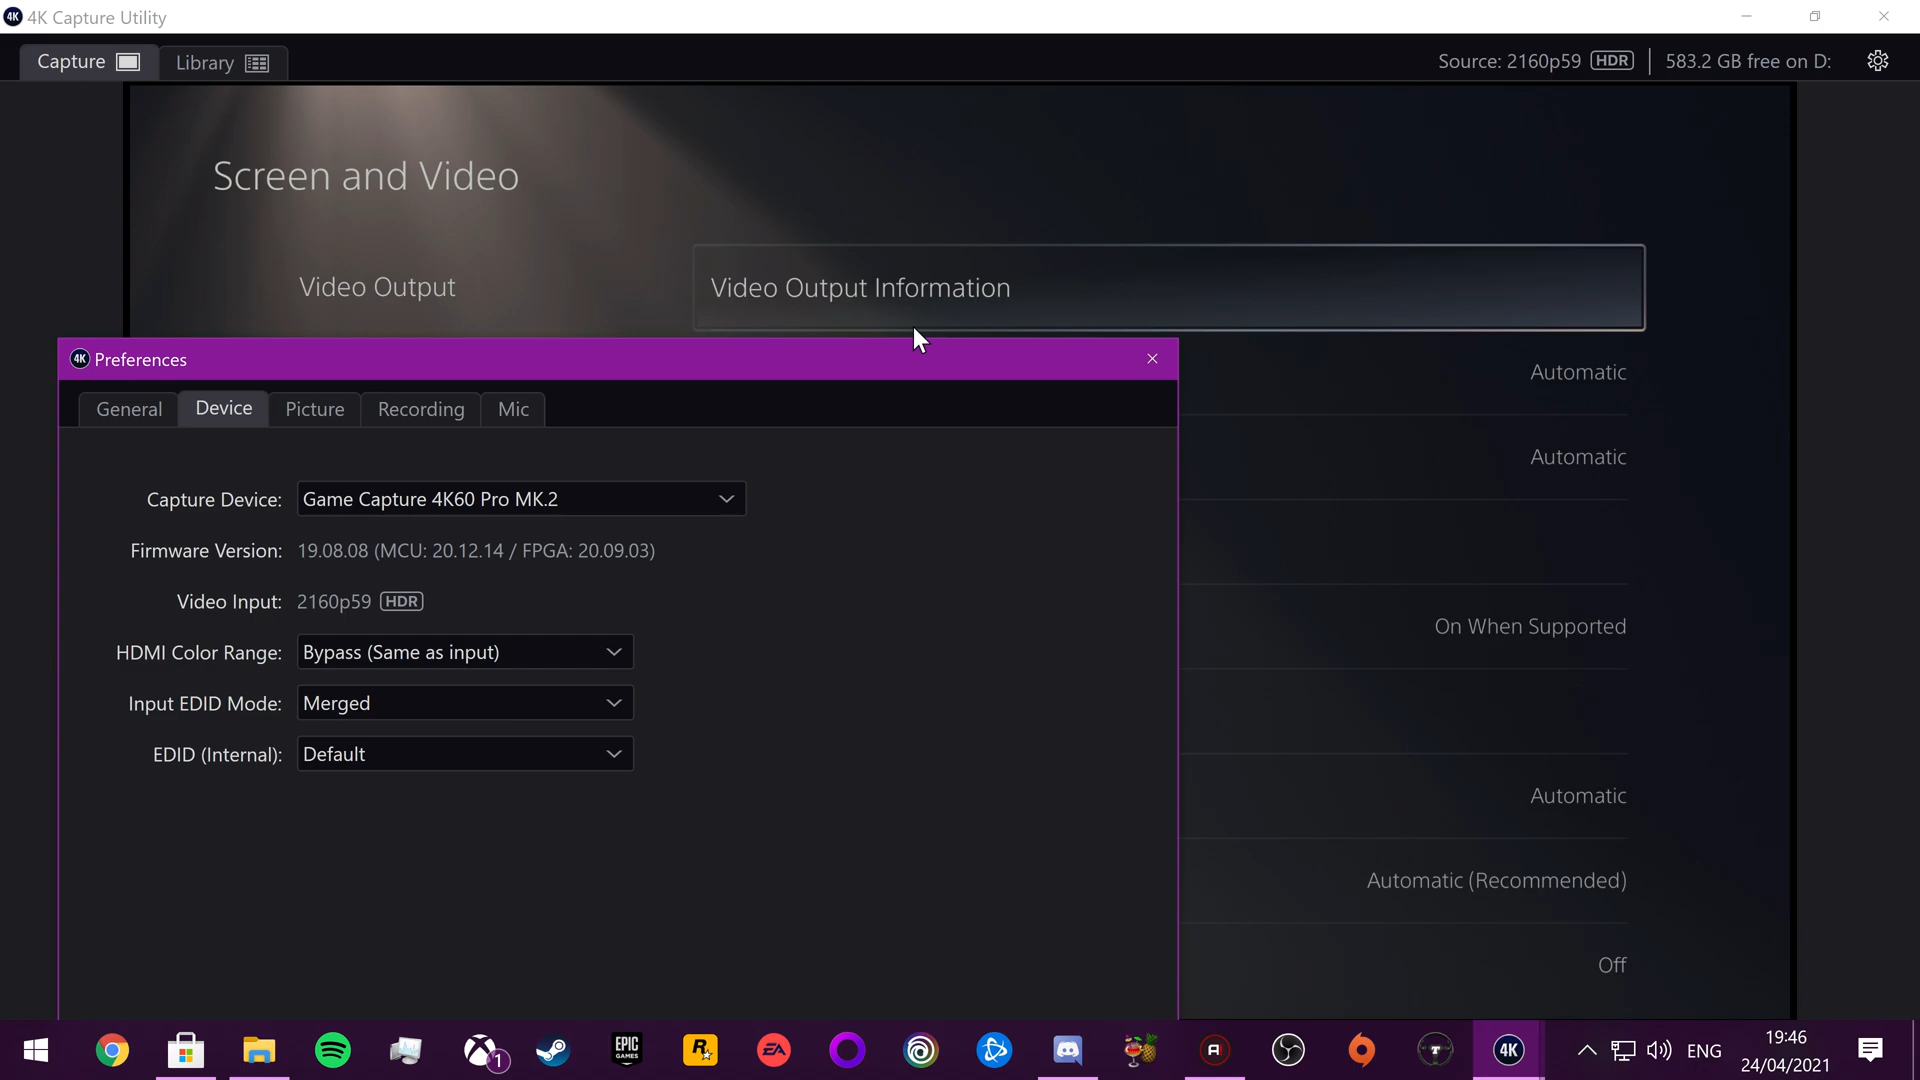 4K Capture Utility
Capture
Library
Source: 2160p59 HDR
583.2 GB free on D:
Screen and Video
Video Output
Video Output Information
Preferences
Automatic
General
Device
Picture
Recording
Mic
Automatic
Capture Device: Game Capture 4K60 Pro MK.2
Firmware Version: 19.08.08 (MCU: 20.12.14 / FPGA: 20.09.03)
Video Input: 2160p59 HDR
On When Supported
HDMI Color Range: Bypass (Same as input)
Input EDID Mode: Merged
EDID (Internal): Default
Automatic
Automatic (Recommended)
Off
1
EPIC
GAMES
R
EA
4K
ENG
19:46
24/04/2021